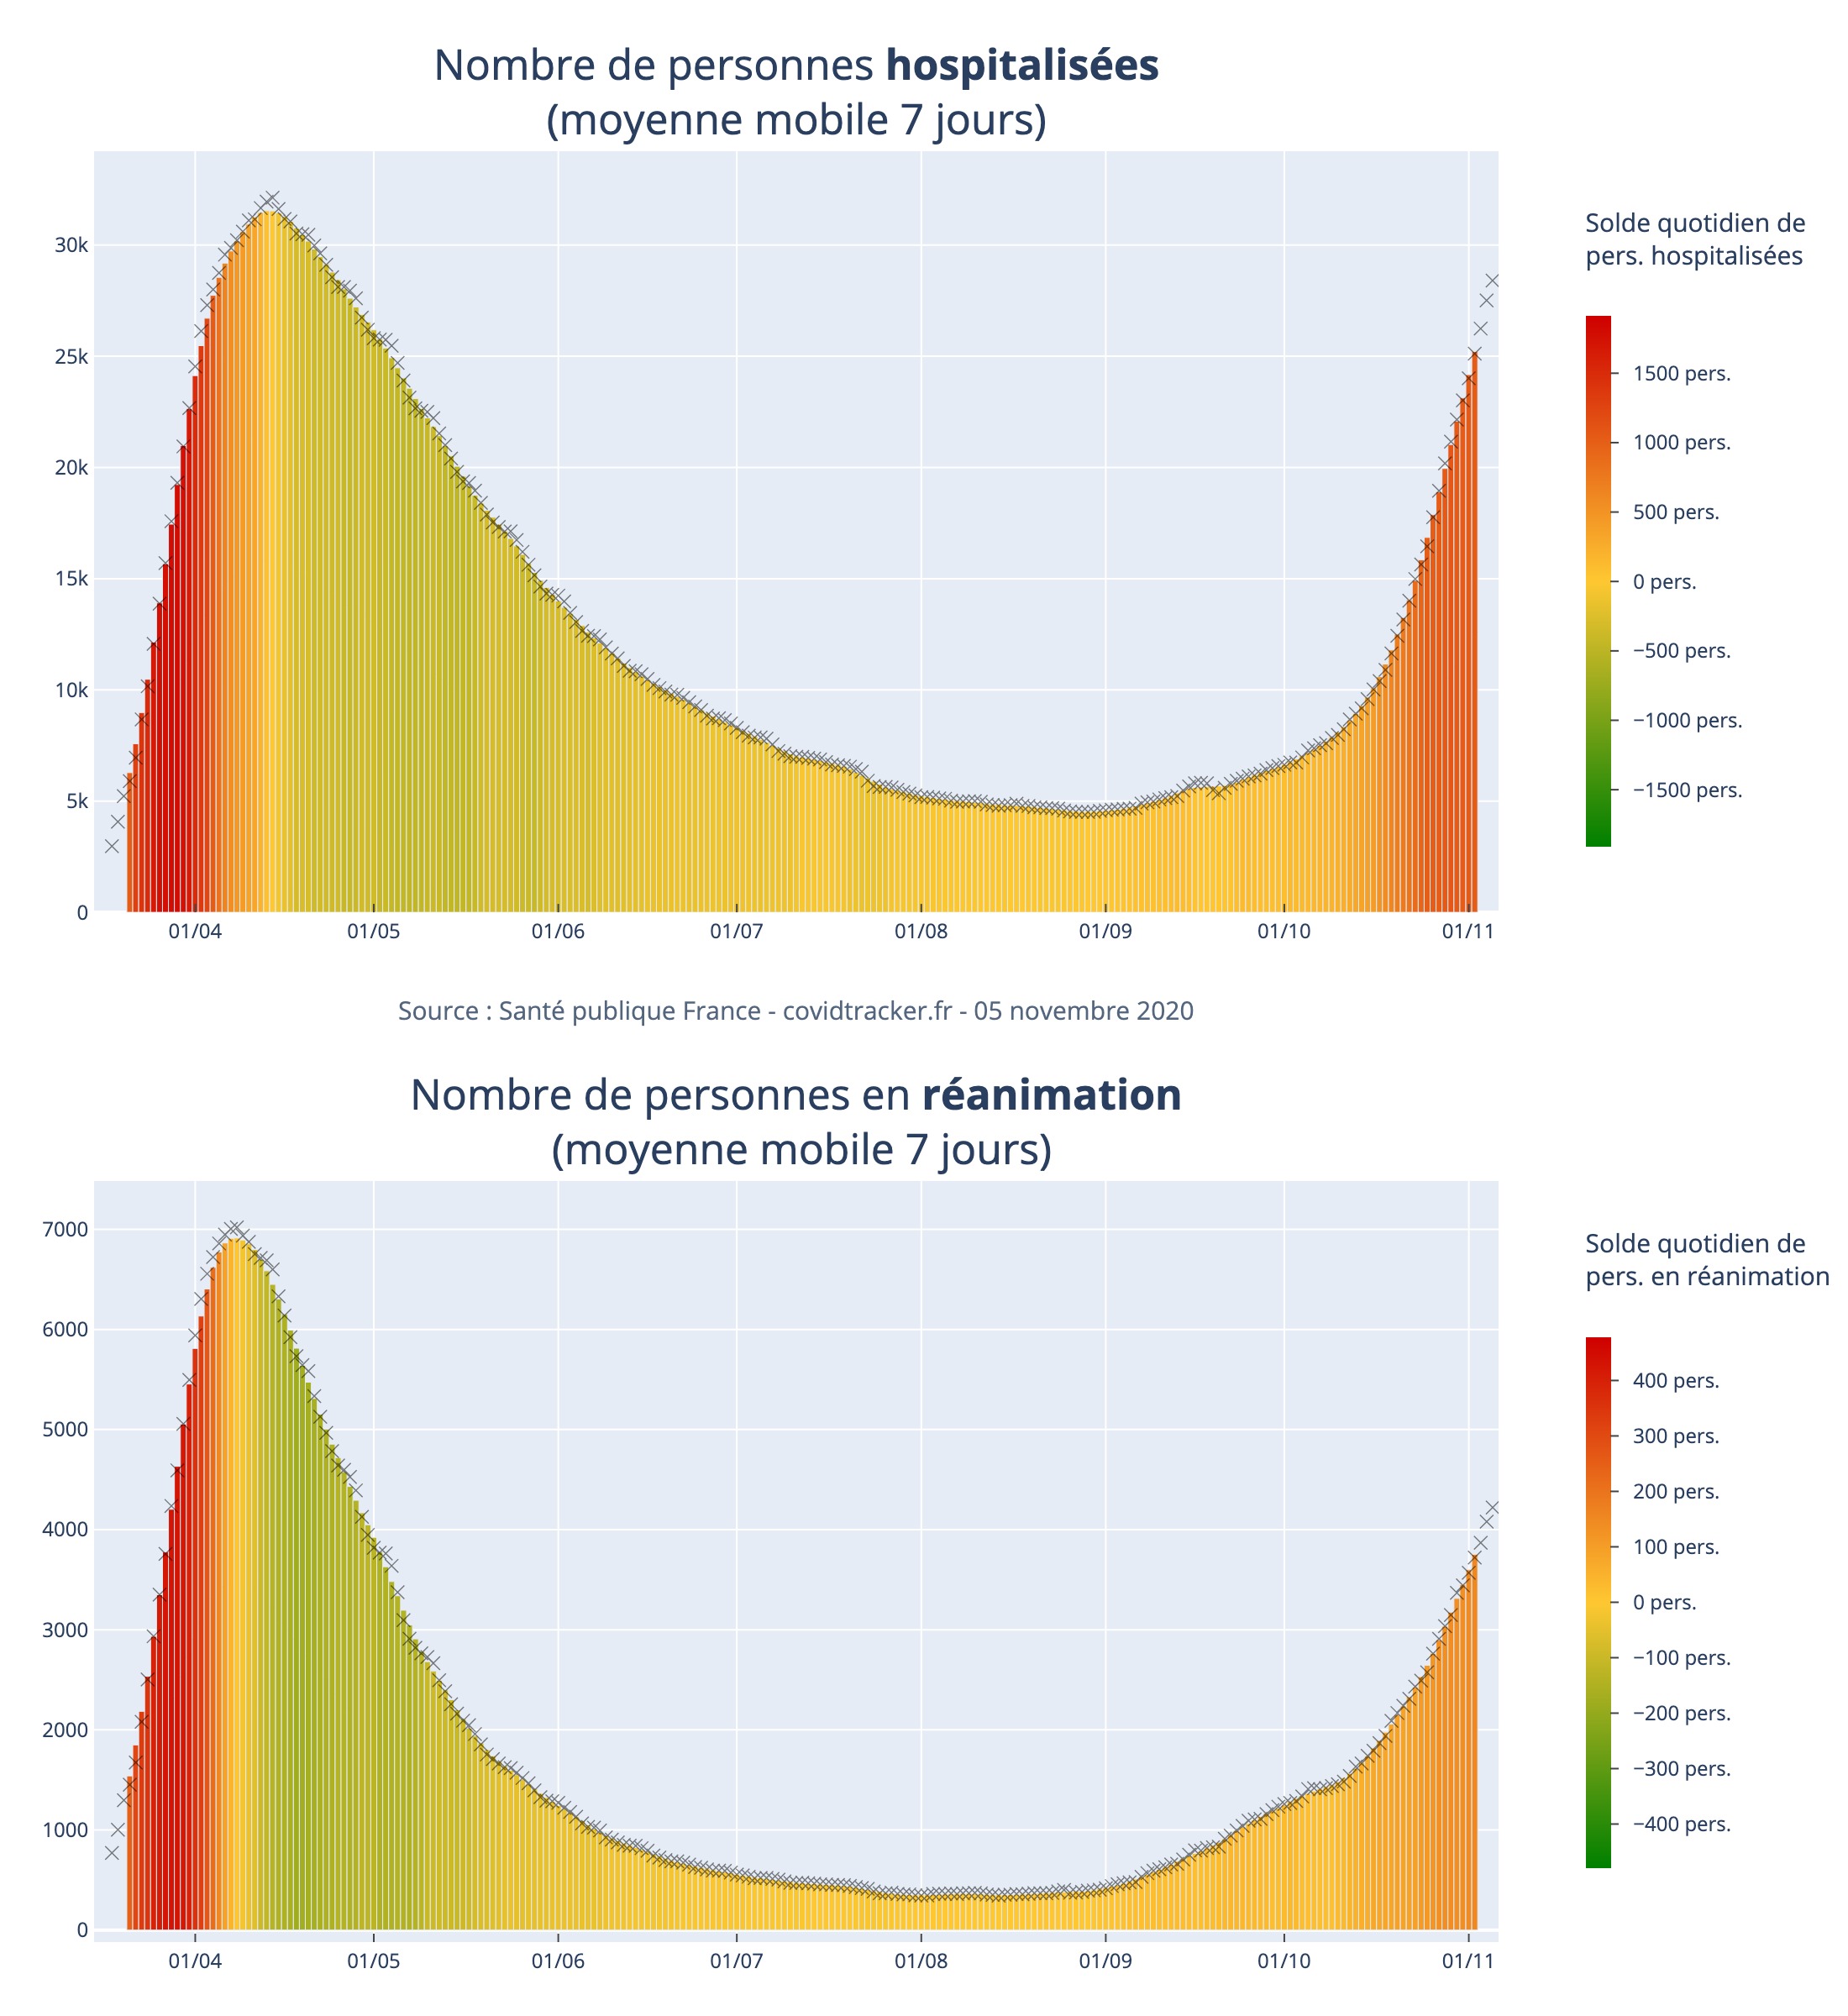 Nombre de personnes hospitalisées
(moyenne mobile 7 jours)
Solde quotidien de
pers. hospitalisées
30k
25k
20k
15k
10k
5k
0
1500 pers.
1000 pers.
500 pers.
0 pers.
−500 pers.
−1000 pers.
−1500 pers.
01/04 01/05 01/06 01/07 01/08 01/09 01/10 01/11
Source : Santé publique France - covidtracker.fr - 05 novembre 2020
Nombre de personnes en réanimation
(moyenne mobile 7 jours)
Solde quotidien de
pers. en réanimation
7000
6000
5000
4000
3000
2000
1000
0
400 pers.
300 pers.
200 pers.
100 pers.
0 pers.
−100 pers.
−200 pers.
−300 pers.
−400 pers.
01/04 01/05 01/06 01/07 01/08 01/09 01/10 01/11